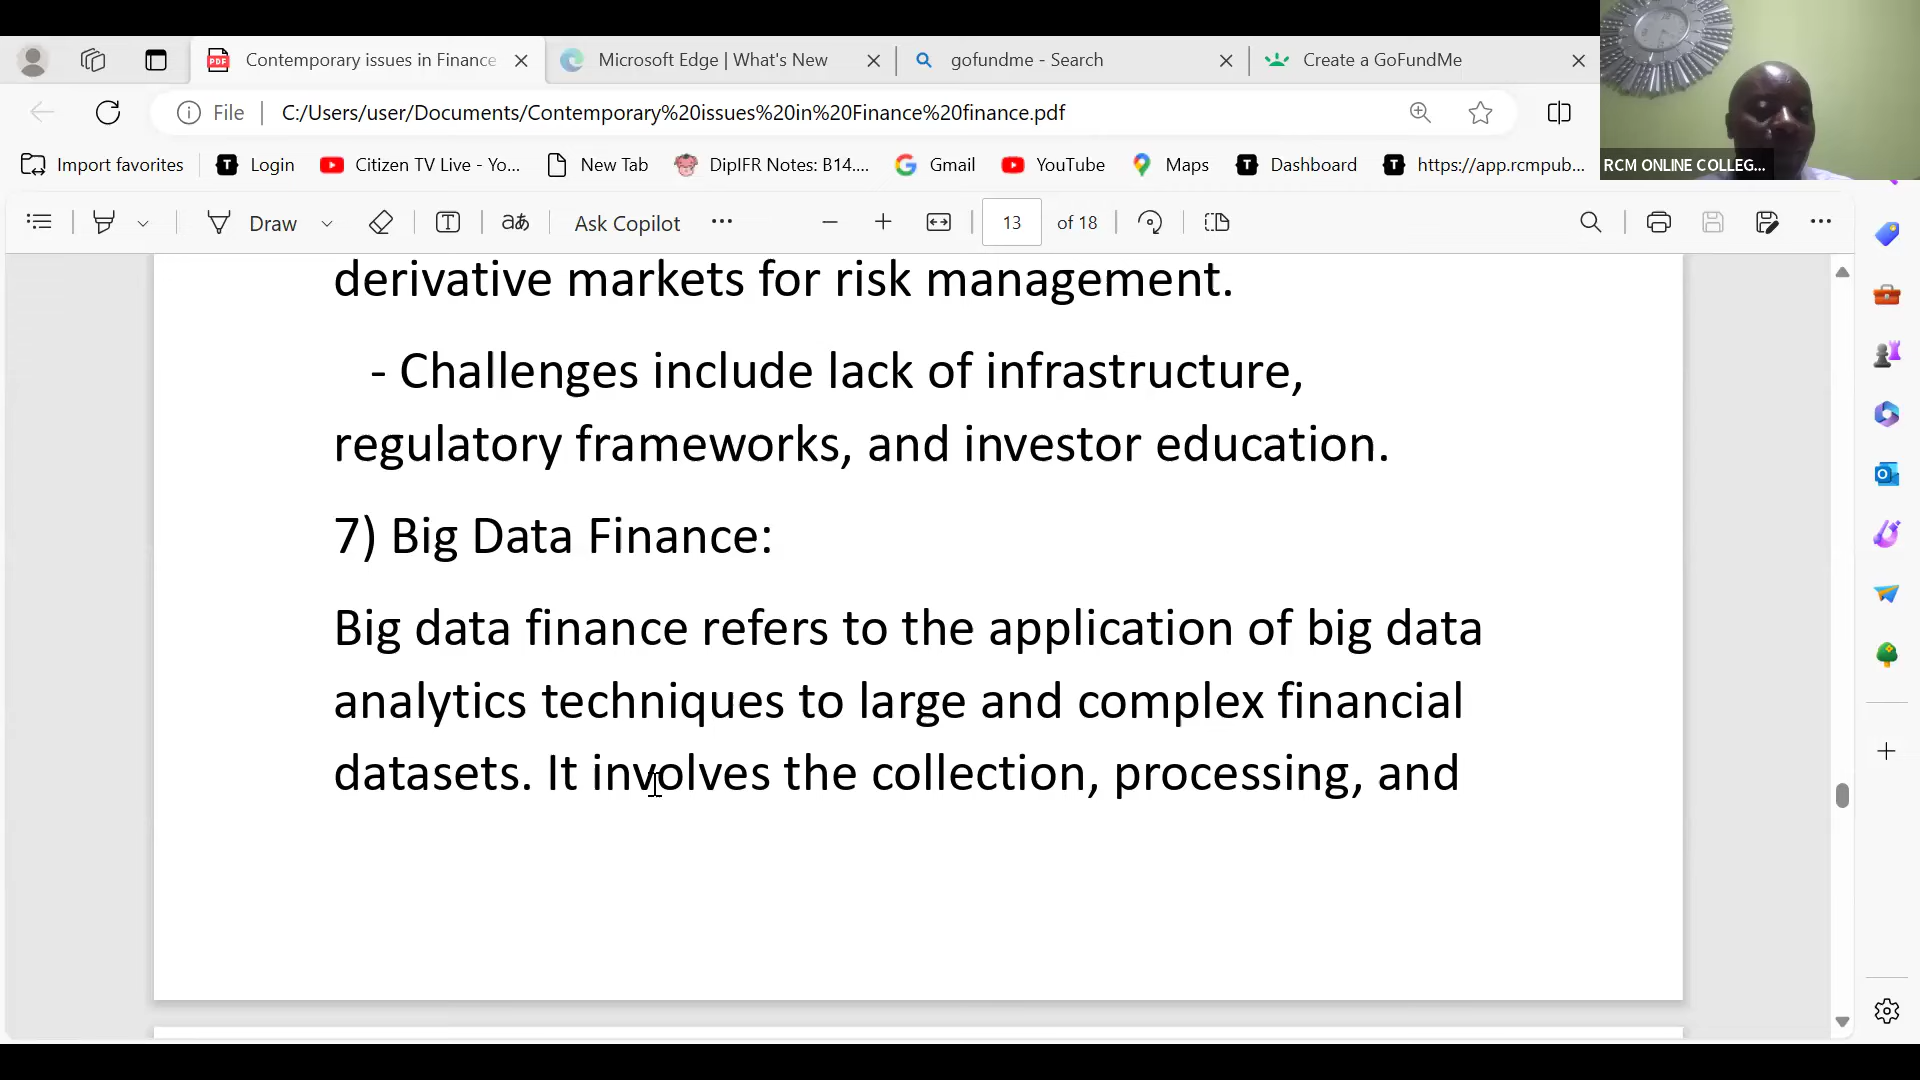 Contemporary issues in Finance
Microsoft Edge | What's New
gofundme - Search
Create a GoFundMe
File
C:/Users/user/Documents/Contemporary%20issues%20in%20Finance%20finance.pdf
Import favorites
Login
Citizen TV Live - Yo...
New Tab
DipIFR Notes: B14....
Gmail
YouTube
Maps
Dashboard
https://app.rcmpub...
RCM ONLINE COLLEG...
Draw
Ask Copilot
13 of 18
derivative markets for risk management.
- Challenges include lack of infrastructure,
regulatory frameworks, and investor education.
7) Big Data Finance:
Big data finance refers to the application of big data
analytics techniques to large and complex financial
datasets. It involves the collection, processing, and